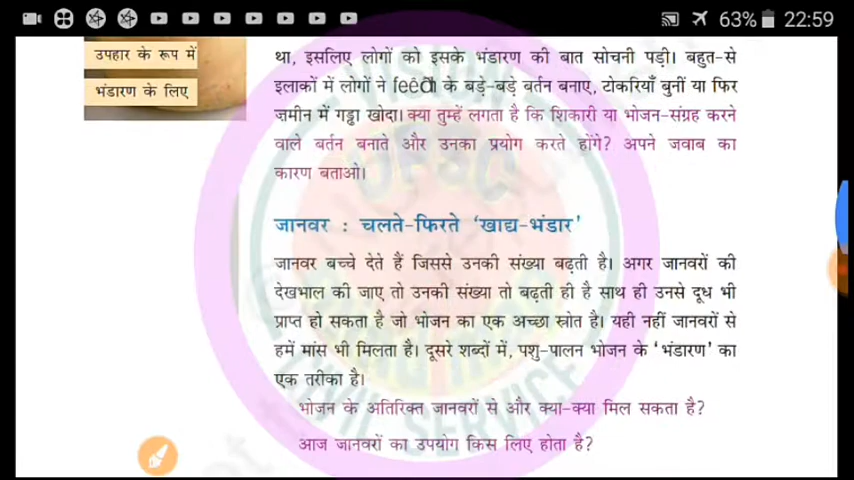 63% 22:59
उपहार के रूप में
भंडारण के लिए
था, इसलिए लोगों को इसके भंडारण की बात सोचनी पड़ी। बहुत-से
इलाकों में लोगों ने के बड़े-बड़े बर्तन बनाए, टोकरियाँ बुनीं या फिर
ज़मीन में गड्ढा खोदा। क्या तुम्हें लगता है कि शिकारी या भोजन-संग्रह करने
वाले बर्तन बनाते और उनका प्रयोग करते होंगे? अपने जवाब का
कारण बताओ।
जानवर : चलते-फिरते ‘खाद्य-भंडार’
जानवर बच्चे देते हैं जिससे उनकी संख्या बढ़ती है। अगर जानवरों की
देखभाल की जाए तो उनकी संख्या तो बढ़ती ही है साथ ही उनसे दूध भी
प्राप्त हो सकता है जो भोजन का एक अच्छा स्रोत है। यही नहीं जानवरों से
हमें मांस भी मिलता है। दूसरे शब्दों में, पशु-पालन भोजन के ‘भंडारण’ का
एक तरीका है।
भोजन के अतिरिक्त जानवरों से और क्या-क्या मिल सकता है?
आज जानवरों का उपयोग किस लिए होता है?